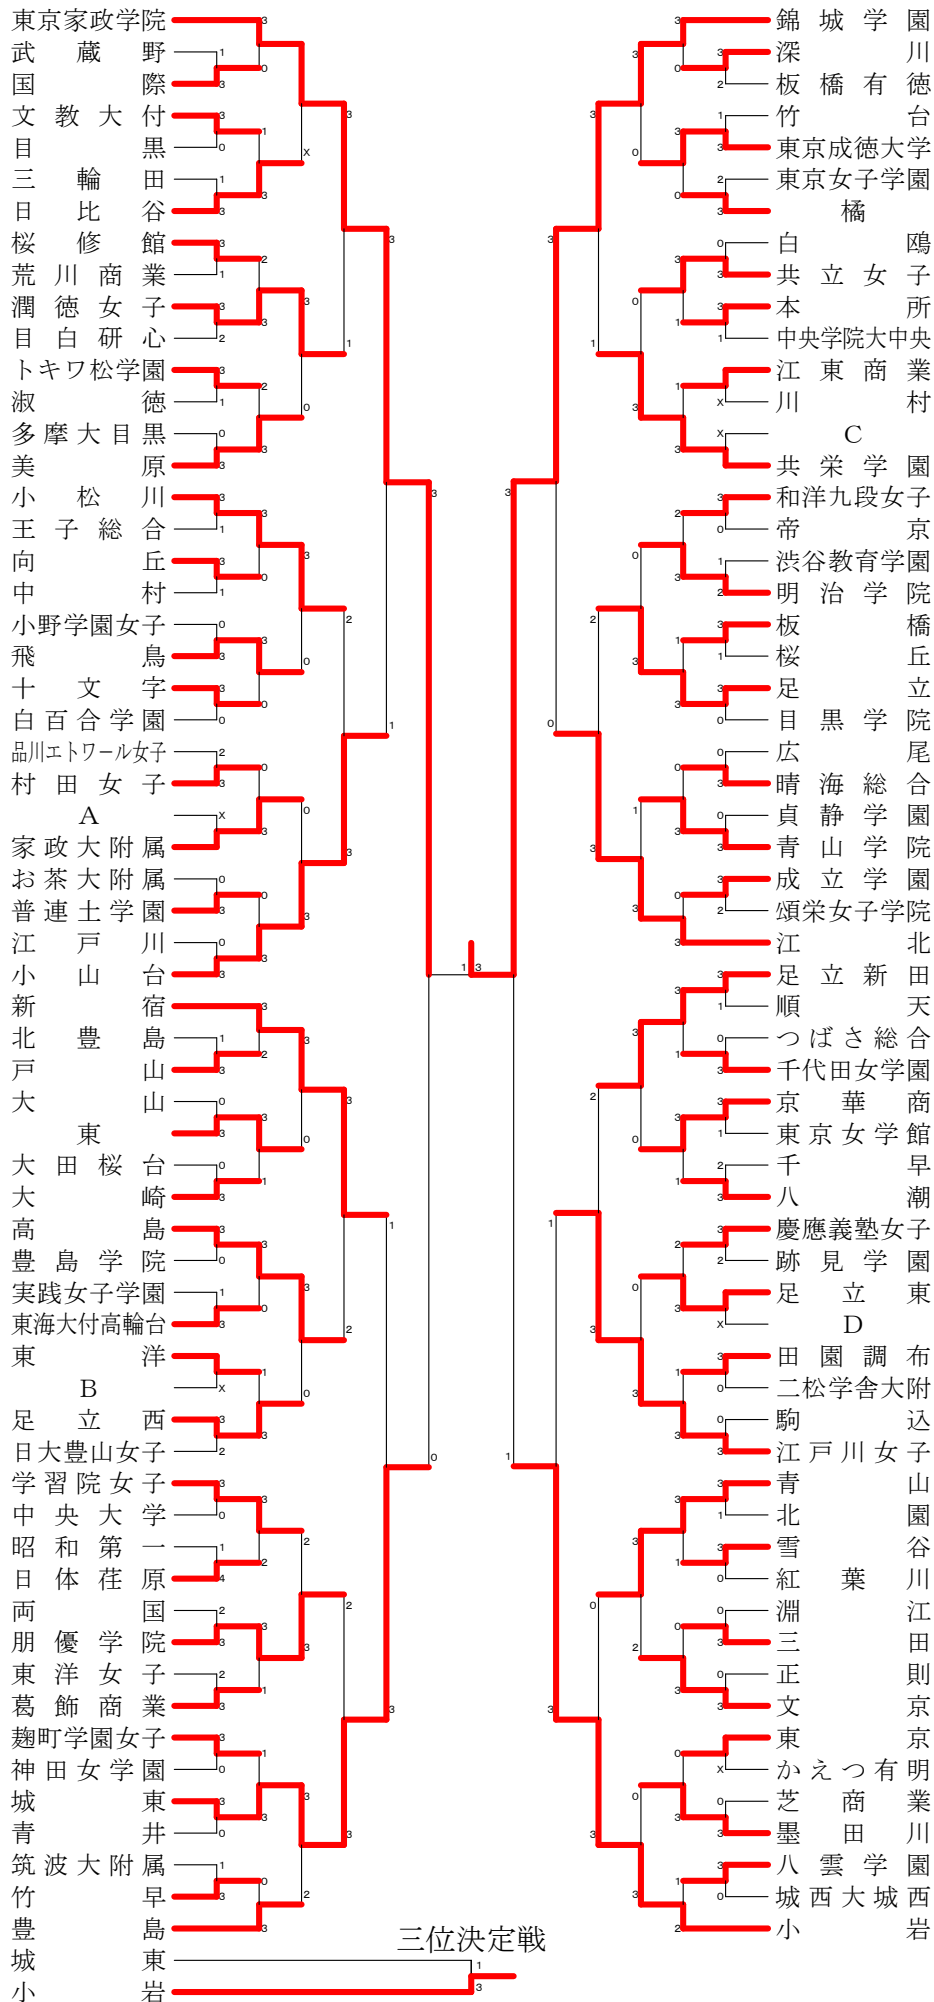 東京家政学院
武蔵野
国際
文教大付
目黒
三輪田
日比谷
桜修館
荒川商業
潤徳女子
目白研心
トキワ松学園
淑徳
多摩大目黒
美原
小松川
王子総合
向丘
中村
小野学園女子
飛鳥
十文字
白百合学園
品川エトワール女子
村田女子
A
家政大附属
お茶大附属
普連土学園
江戸川
小山台
新宿
北豊島
戸山
大山
東
大田桜台
大崎
高島
豊島学院
実践女子学園
東海大付高輪台
東洋
B
足立西
日大豊山女子
学習院女子
中央大学
昭和第一
日体荏原
両国
朋優学院
東洋女子
葛飾商業
麹町学園女子
神田女学園
城東
青井
筑波大附属
竹早
豊島
錦城学園
深川
板橋有徳
竹台
東京成徳大学
東京女子学園
橘
白鴎
共立女子
本所
中央学院大中央
江東商業
川村
C
共栄学園
和洋九段女子
帝京
渋谷教育学園
明治学院
板橋
桜丘
足立
目黒学院
広尾
晴海総合
貞静学園
青山学院
成立学園
頌栄女子学院
江北
足立新田
順天
つばさ総合
千代田女学園
京華商
東京女学館
千早
八潮
慶應義塾女子
跡見学園
足立東
D
田園調布
二松学舎大附
駒込
江戸川女子
青山
北園
雪谷
紅葉川
淵江
三田
正則
文京
東京
かえつ有明
芝商業
墨田川
八雲学園
城西大城西
小岩
三位決定戦
城東
1
小岩
3